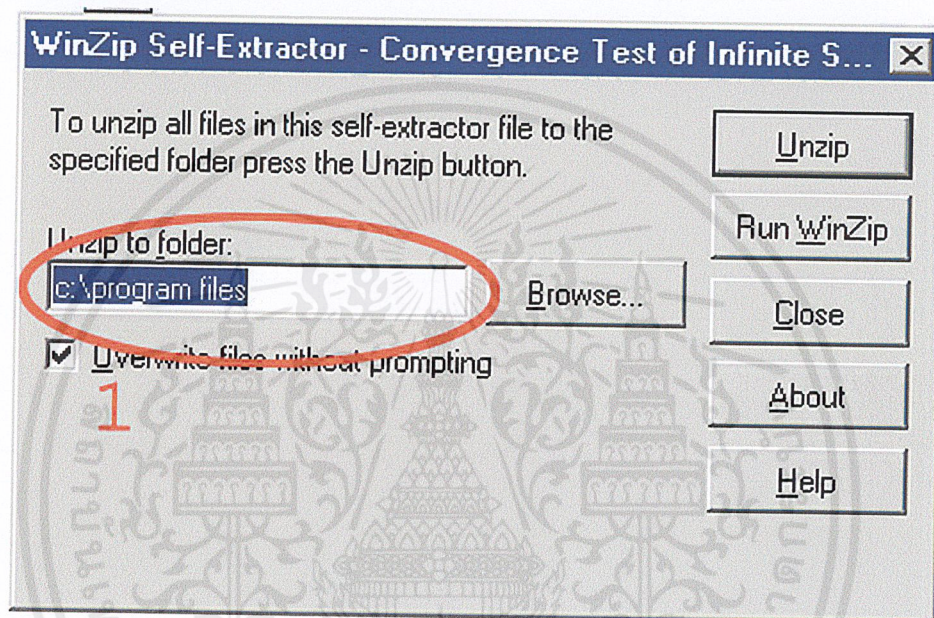 WinZip Self-Extractor - Convergence Test of Infinite S...
To unzip all files in this self-extractor file to the
specified folder press the Unzip button.
Unzip to folder:
c:\program files
Browse...
Overwrite files without prompting
1
Unzip
Run WinZip
Close
About
Help